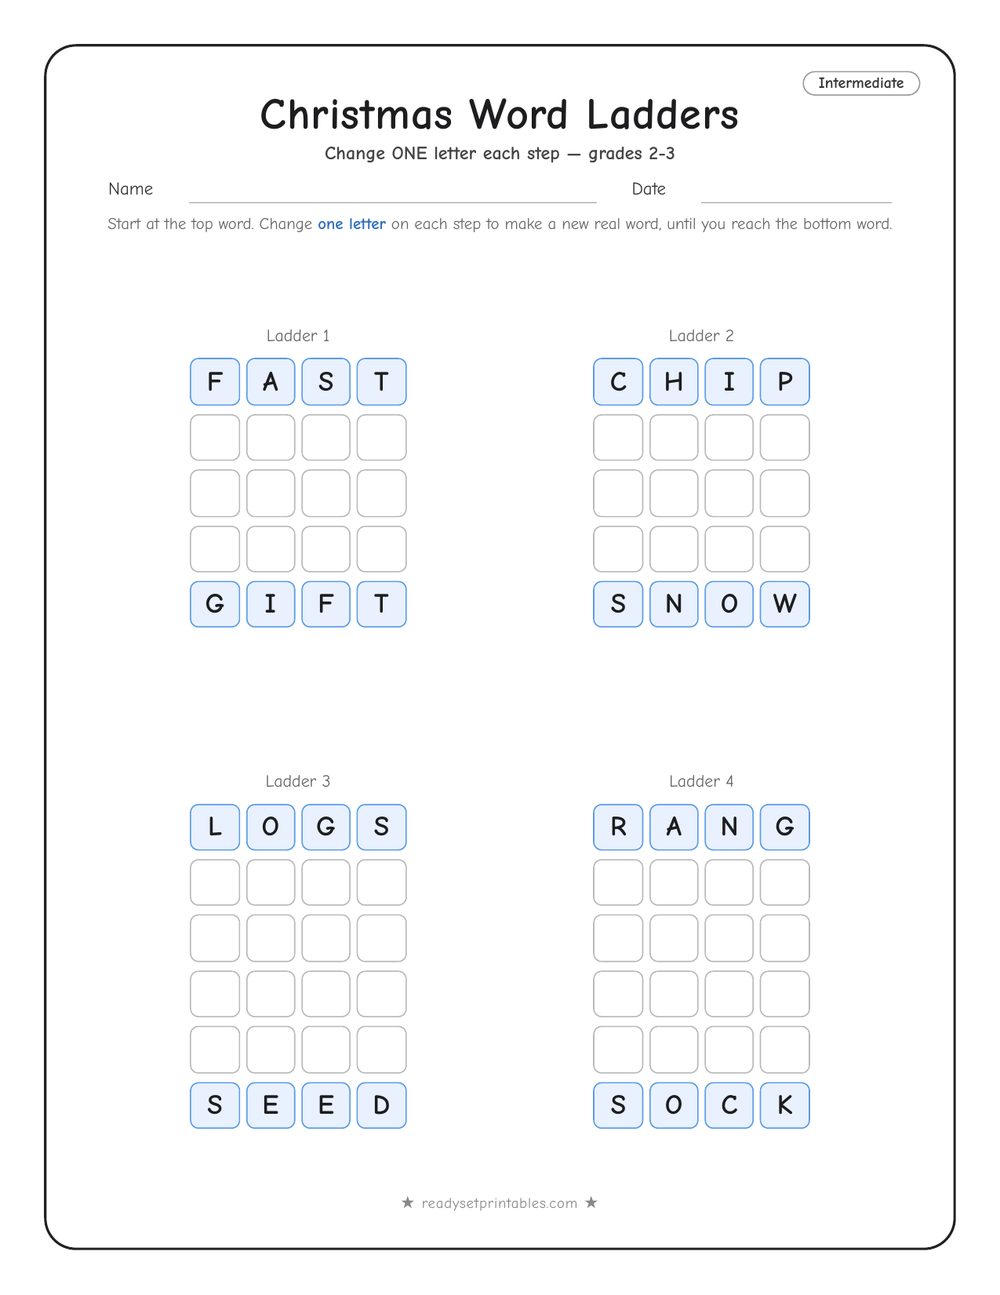 Intermediate
Christmas Word Ladders
Change ONE letter each step — grades 2-3
Name Date
Start at the top word. Change one letter on each step to make a new real word, until you reach the bottom word.
Ladder 1
F A S T
G I F T
Ladder 2
C H I P
S N O W
Ladder 3
L O G S
S E E D
Ladder 4
R A N G
S O C K
★ readysetprintables.com ★